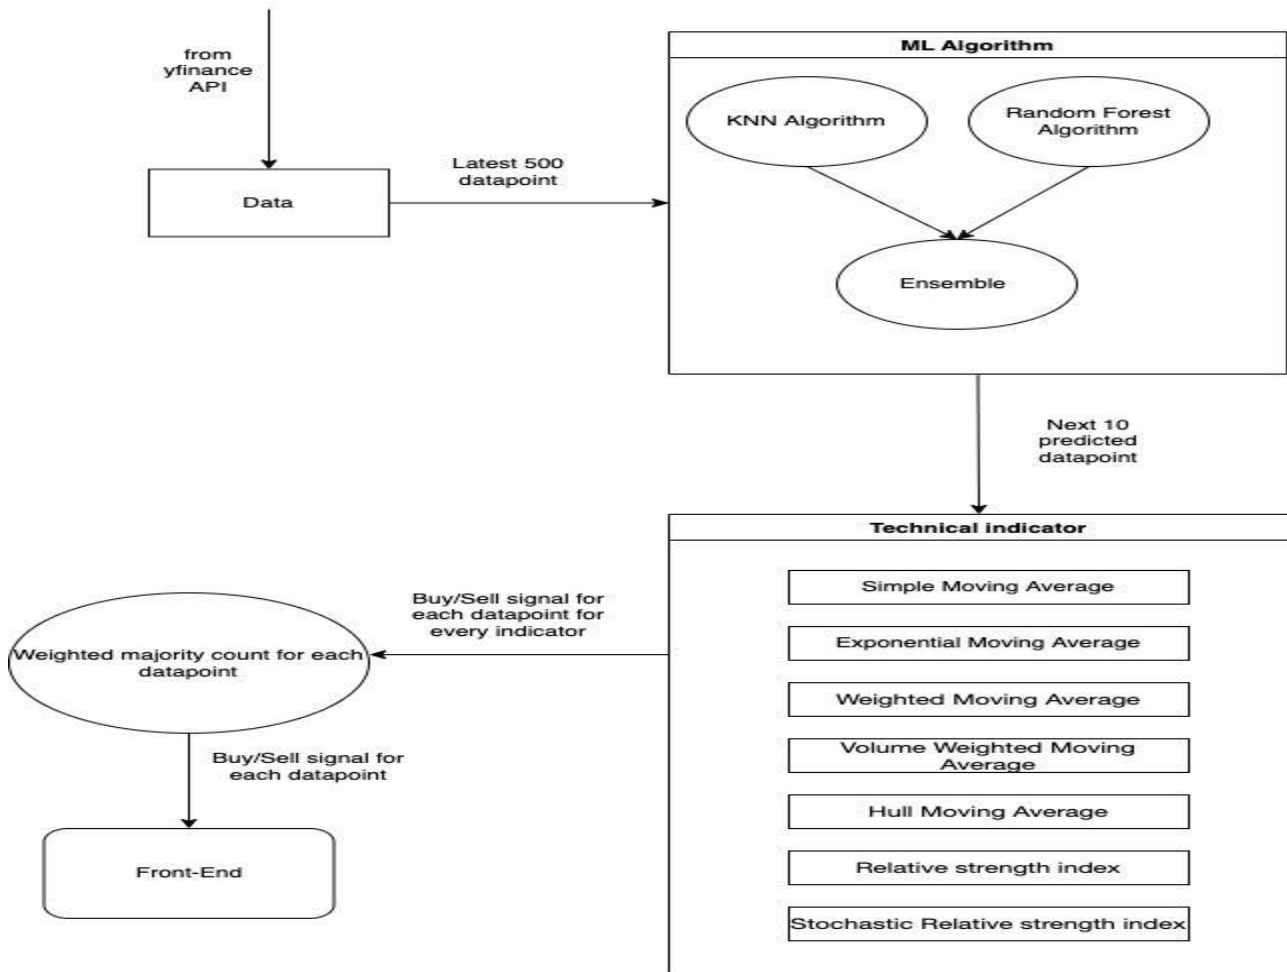 from
yfinance
API
Data
Latest 500
datapoint
ML Algorithm
KNN Algorithm
Random Forest
Algorithm
Ensemble
Next 10
predicted
datapoint
Technical indicator
Simple Moving Average
Exponential Moving Average
Weighted Moving Average
Volume Weighted Moving
Average
Hull Moving Average
Relative strength index
Stochastic Relative strength index
Buy/Sell signal for
each datapoint for
every indicator
Weighted majority count for each
datapoint
Buy/Sell signal for
each datapoint
Front-End